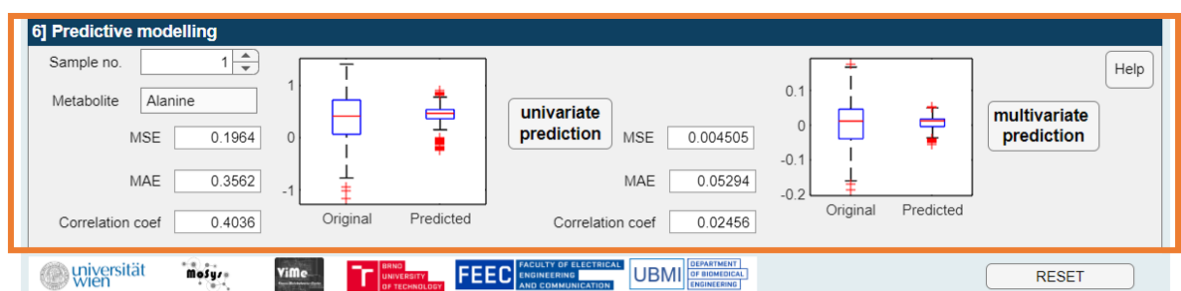 6] Predictive modelling
Sample no. 1
Metabolite Alanine
MSE 0.1964
MAE 0.3562
Correlation coef 0.4036
1
0
-1
Original Predicted
univariate
prediction
MSE 0.004505
MAE 0.05294
Correlation coef 0.02456
0.1
0
-0.1
-0.2
Original Predicted
multivariate
prediction
Help
universität
wien
Mosys
ViMe
T BRNO
UNIVERSITY
OF TECHNOLOGY
FEEC FACULTY OF ELECTRICAL
ENGINEERING
AND COMMUNICATION
UBMI DEPARTMENT
OF BIOMEDICAL
ENGINEERING
RESET